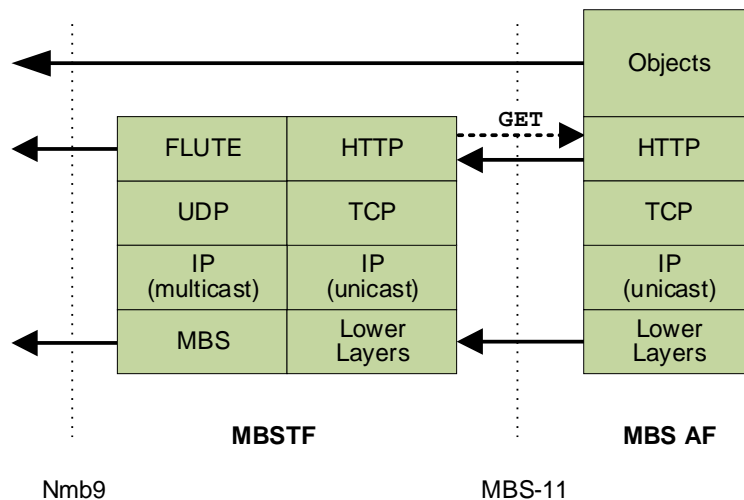 Objects
GET
FLUTE
HTTP
HTTP
UDP
TCP
TCP
IP
(multicast)
IP
(unicast)
IP
(unicast)
MBS
Lower
Layers
Lower
Layers
MBSTF
MBS AF
Nmb9
MBS-11